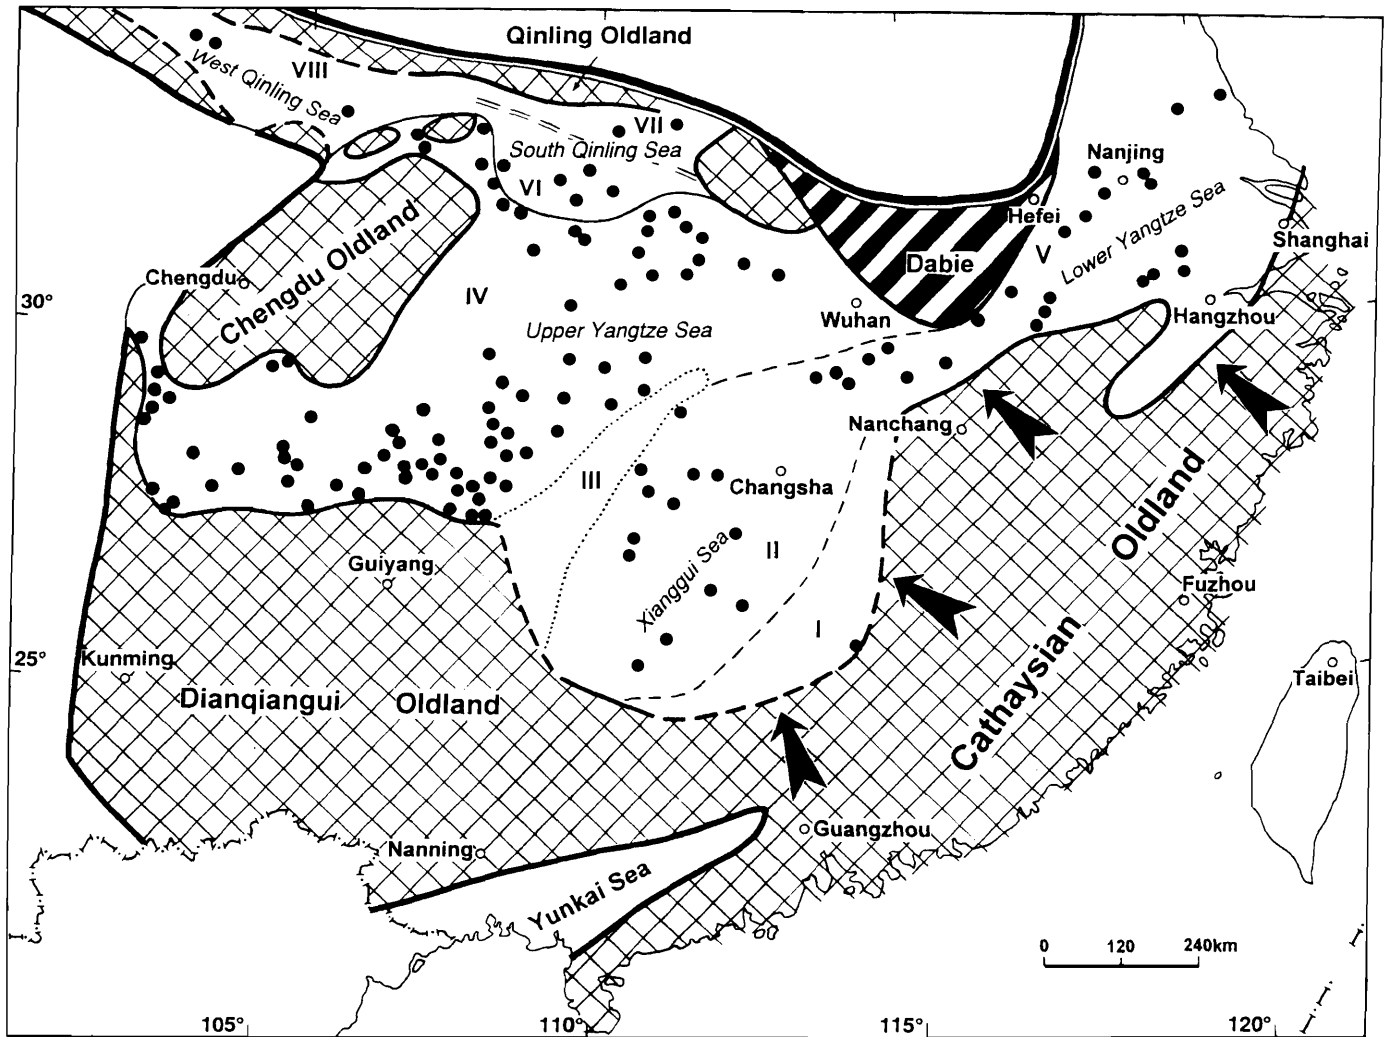 Qinling Oldland
VIII
West Qinling Sea
VII
South Qinling Sea
VI
Nanjing
Hefei
Lower Yangtze Sea
V
Shanghai
Chengdu Oldland
Chengdu
Dabie
IV
30°
Wuhan
Hangzhou
Upper Yangtze Sea
Nanchang
III
Changsha
Oldland
Xianggui Sea
II
Guiyang
Fuzhou
I
25°
Kunming
Taibei
Dianqiangui Oldland
Cathaysian
Guangzhou
Nanning
Yunkai Sea
0 120 240km
105° 110° 115° 120°